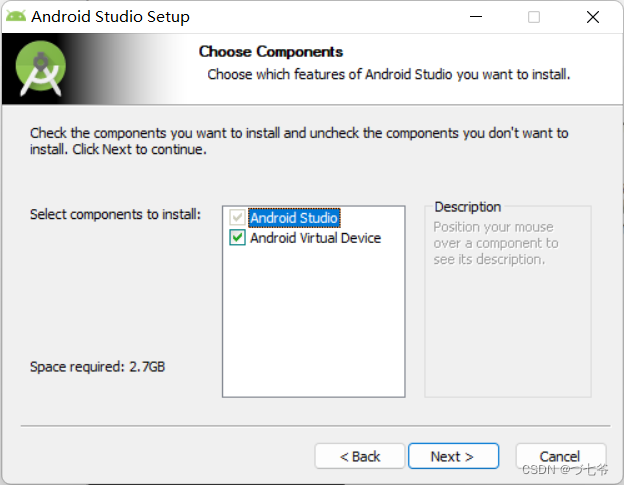 Android Studio Setup
Choose Components
Choose which features of Android Studio you want to install.
Check the components you want to install and uncheck the components you don't want to
install. Click Next to continue.
Select components to install:
Android Studio
Android Virtual Device
Description
Position your mouse
over a component to
see its description.
Space required: 2.7GB
< Back
Next >
Cancel
CSDN @づ七爷